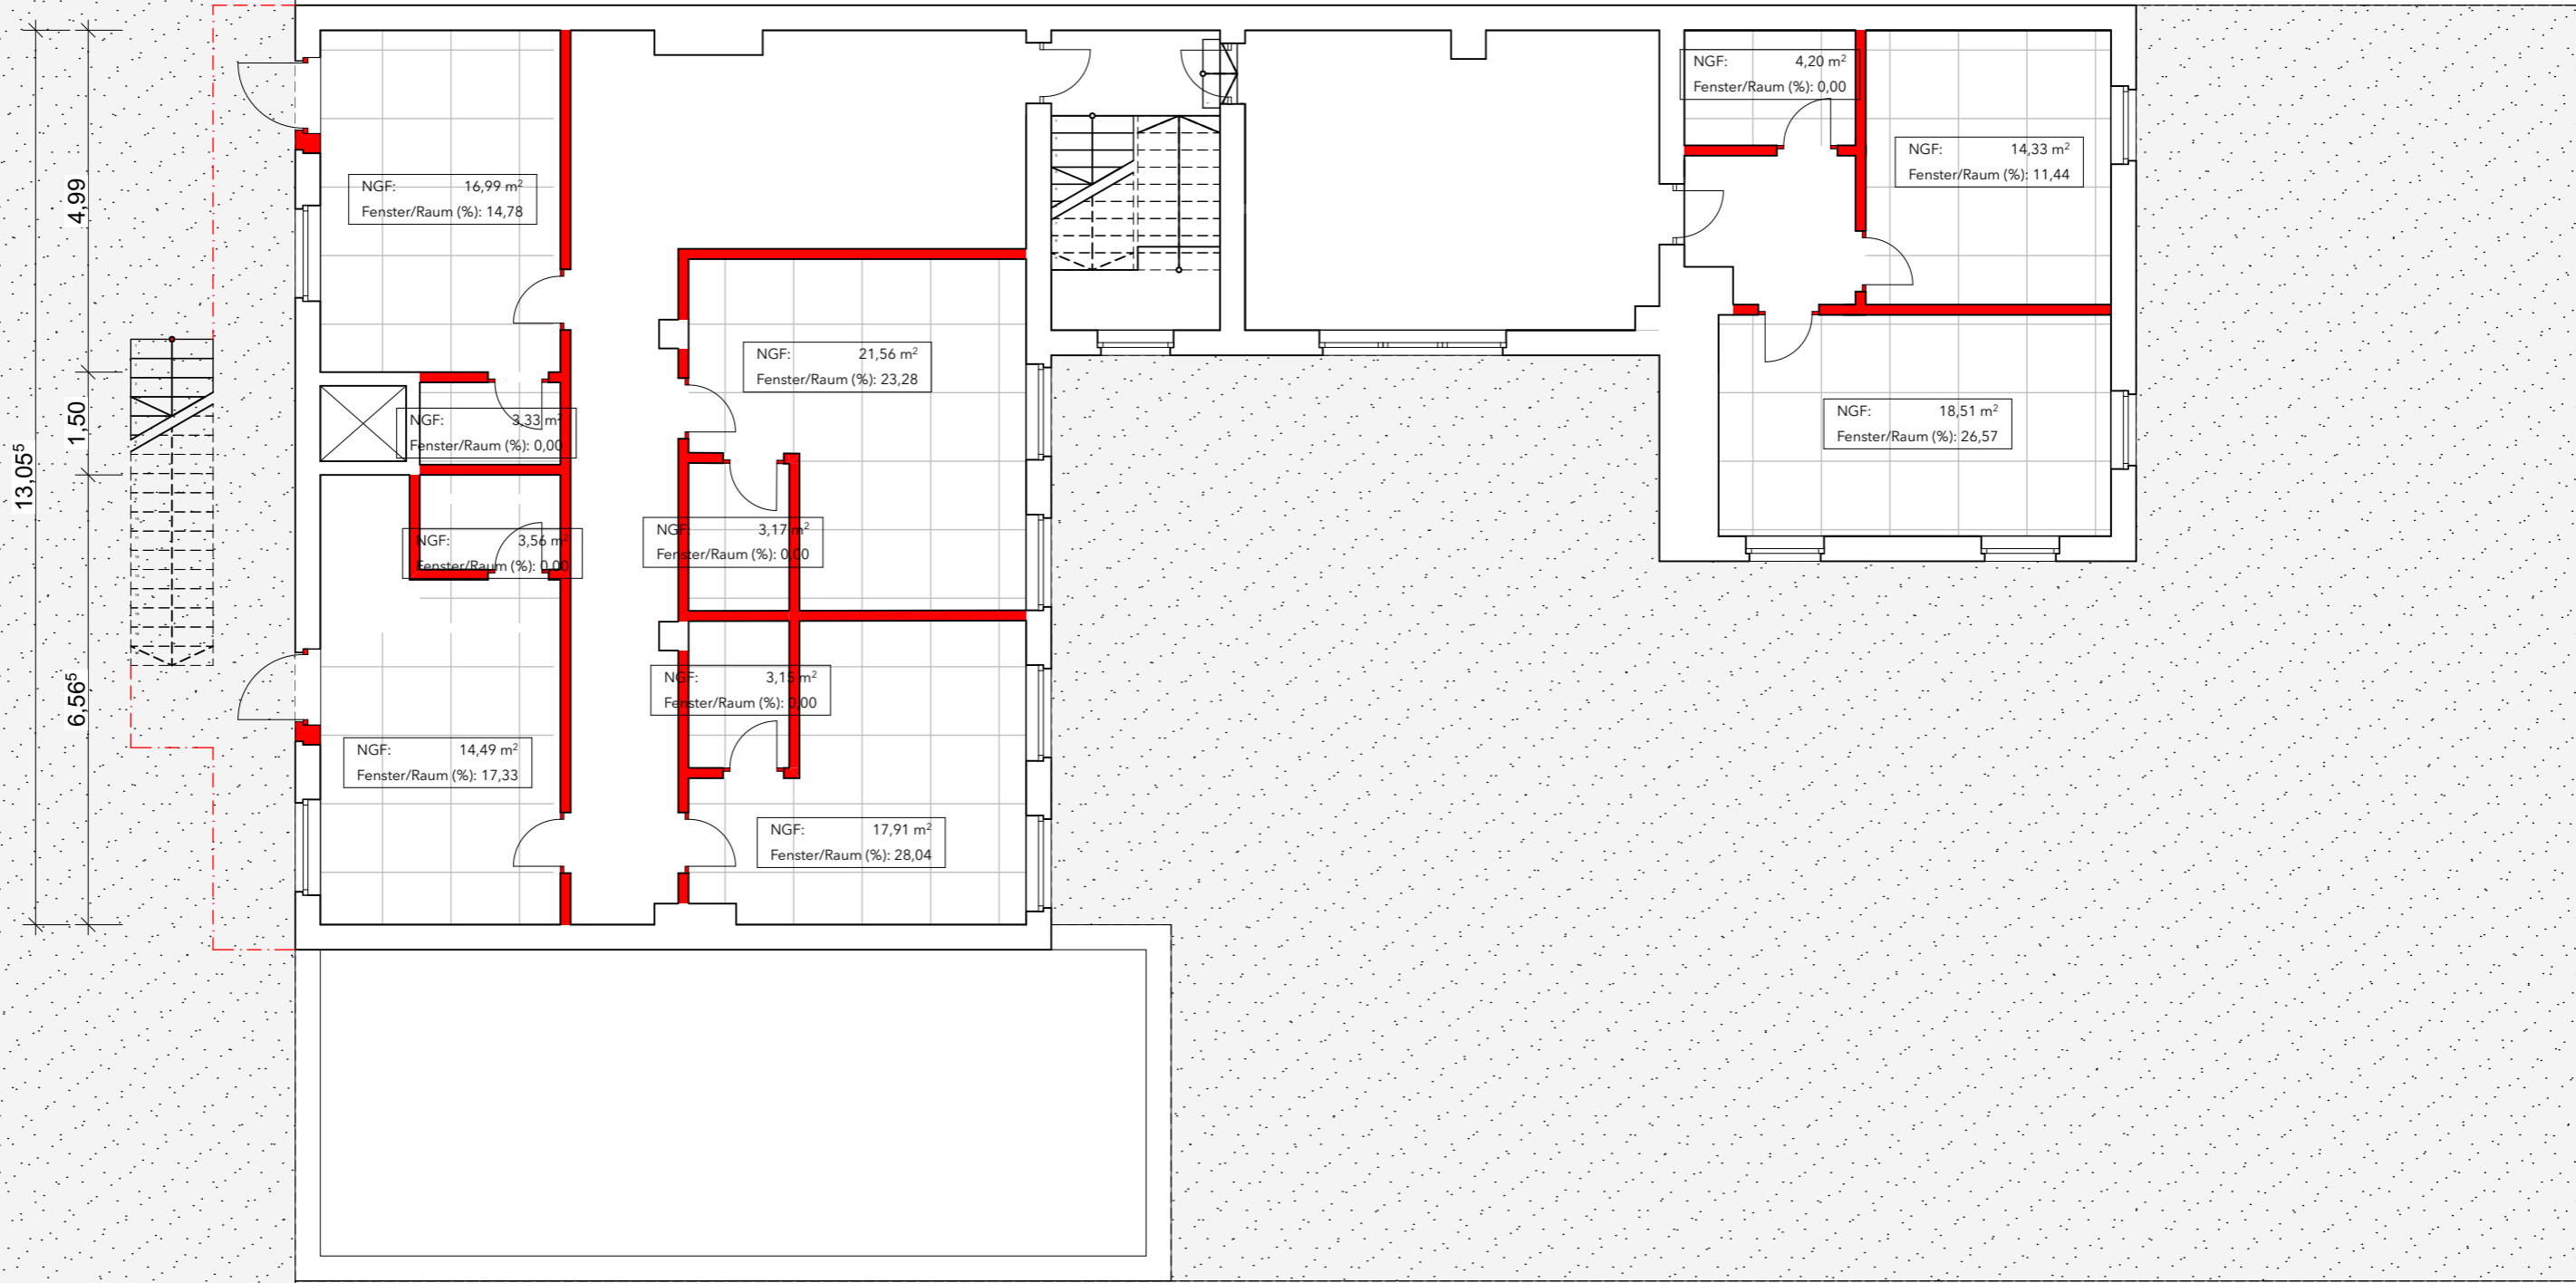 NGF: 4,20 m²
Fenster/Raum (%): 0,00
NGF: 14,33 m²
Fenster/Raum (%): 11,44
NGF: 16,99 m²
Fenster/Raum (%): 14,78
4,99
NGF: 21,56 m²
Fenster/Raum (%): 23,28
NGF: 18,51 m²
Fenster/Raum (%): 26,57
NGF: 3,33 m²
Fenster/Raum (%): 0,00
1,50
13,05⁵
NGF: 3,56 m²
Fenster/Raum (%): 0,00
NGF: 3,17 m²
Fenster/Raum (%): 0,00
NGF: 3,15 m²
Fenster/Raum (%): 0,00
6,56⁵
NGF: 14,49 m²
Fenster/Raum (%): 17,33
NGF: 17,91 m²
Fenster/Raum (%): 28,04